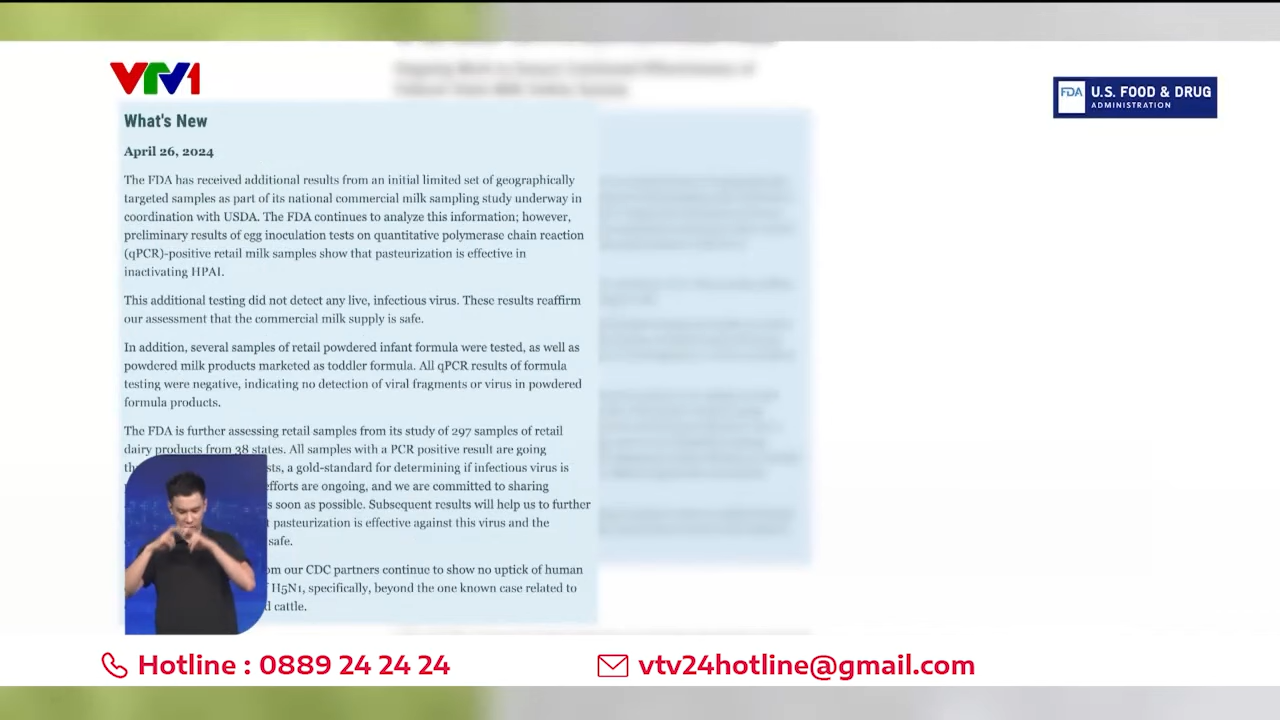 VTV1
FDA U.S. FOOD & DRUG
ADMINISTRATION
What's New
April 26, 2024
The FDA has received additional results from an initial limited set of geographically
targeted samples as part of its national commercial milk sampling study underway in
coordination with USDA. The FDA continues to analyze this information; however,
preliminary results of egg inoculation tests on quantitative polymerase chain reaction
(qPCR)-positive retail milk samples show that pasteurization is effective in
inactivating HPAI.
This additional testing did not detect any live, infectious virus. These results reaffirm
our assessment that the commercial milk supply is safe.
In addition, several samples of retail powdered infant formula were tested, as well as
powdered milk products marketed as toddler formula. All qPCR results of formula
testing were negative, indicating no detection of viral fragments or virus in powdered
formula products.
The FDA is further assessing retail samples from its study of 297 samples of retail
dairy products from 38 states. All samples with a PCR positive result are going
a gold-standard for determining if infectious virus is
efforts are ongoing, and we are committed to sharing
soon as possible. Subsequent results will help us to further
pasteurization is effective against this virus and the
safe.
our CDC partners continue to show no uptick of human
H5N1, specifically, beyond the one known case related to
cattle.
Hotline : 0889 24 24 24
vtv24hotline@gmail.com